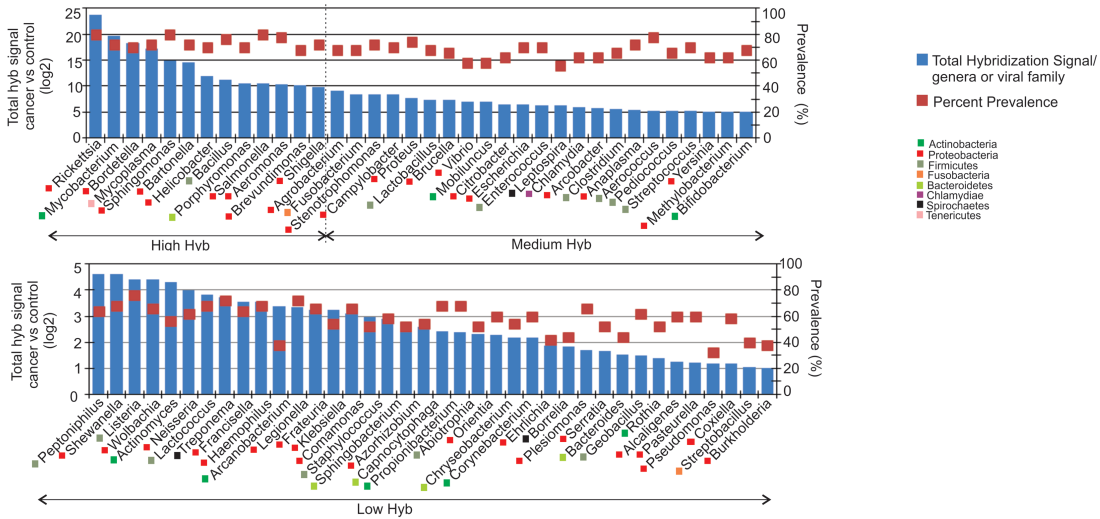 Total hyb signal
cancer vs control
(log2)
25
20
15
10
5
0
100
80
60
40
20
0
Prevalence (%)
Rickettsia
Mycobacterium
Bordetella
Mycoplasma
Sphingomonas
Bartonella
Helicobacter
Bacillus
Porphyromonas
Salmonella
Aeromonas
Brevundimonas
Shigella
Agrobacterium
Fusobacterium
Stenotrophomonas
Campylobacter
Proteus
Lactobacillus
Brucella
Vibrio
Mobiluncus
Citrobacter
Escherichia
Enterococcus
Leptospira
Chlamydia
Arcobacter
Clostridium
Anaplasma
Aerococcus
Pediococcus
Streptococcus
Yersinia
Methylobacterium
Bifidobacterium
High Hyb
Medium Hyb
Total Hybridization Signal/
genera or viral family
Percent Prevalence
Actinobacteria
Proteobacteria
Firmicutes
Fusobacteria
Bacteroidetes
Chlamydiae
Spirochaetes
Tenericutes
Total hyb signal
cancer vs control
(log2)
5
4
3
2
1
0
100
80
60
40
20
0
Prevalence (%)
Peptoniphilus
Shewanella
Listeria
Wolbachia
Actinomyces
Neisseria
Lactococcus
Treponema
Francisella
Haemophilus
Arcanobacterium
Legionella
Frateuria
Klebsiella
Comamonas
Staphylococcus
Sphingobacterium
Azorhizobium
Capnocytophaga
Propionibacterium
Abiotrophia
Orientia
Chryseobacterium
Corynebacterium
Ehrlichia
Borrelia
Plesiomonas
Serratia
Bacteroides
Geobacillus
Rothia
Alcaligenes
Pasteurella
Pseudomonas
Coxiella
Streptobacillus
Burkholderia
Low Hyb